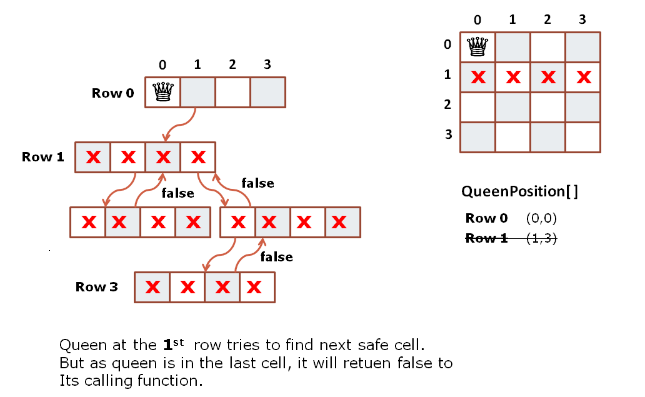 0 1 2 3
0
1 X X X X
2
3
0 1 2 3
Row 0
Row 1 X X X X
false
false
X X X X X X X X
false
Row 3 X X X X
QueenPosition[]
Row 0 (0,0)
Row 1 (1,3)
Queen at the 1st row tries to find next safe cell.
But as queen is in the last cell, it will retuen false to
Its calling function.